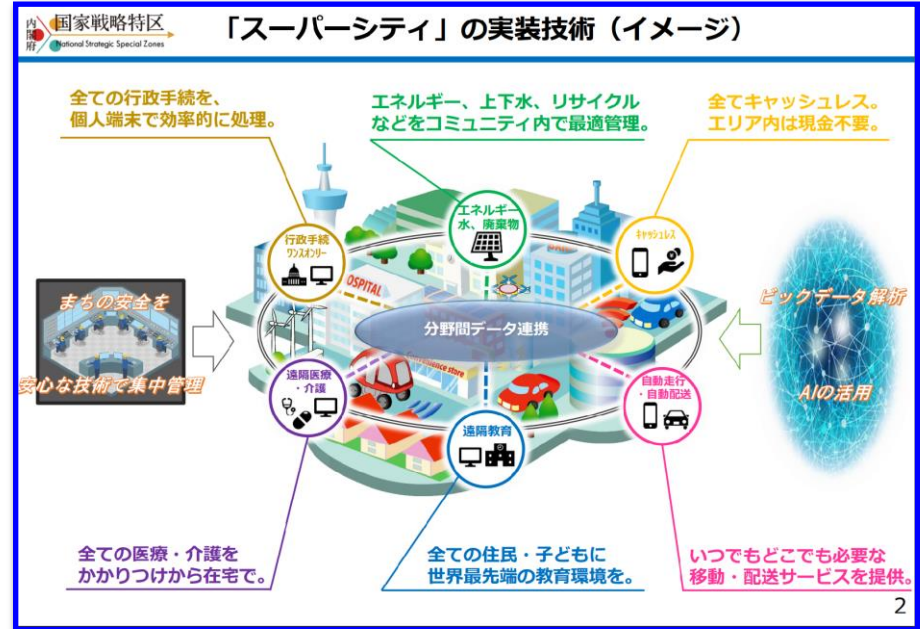 内閣府
国家戦略特区
National Strategic Special Zones
「スーパーシティ」の実装技術（イメージ）
全ての行政手続を、
個人端末で効率的に処理。
エネルギー、上下水、リサイクル
などをコミュニティ内で最適管理。
全てキャッシュレス。
エリア内は現金不要。
行政手続
ワンスオンリー
エネルギー
水、廃棄物
キャッシュレス
HOSPITAL
まちの安全を
安心な技術で集中管理
分野間データ連携
ビックデータ解析
AIの活用
convenience store
遠隔医療
・介護
遠隔教育
自動走行
・自動配送
全ての医療・介護を
かかりつけから在宅で。
全ての住民・子どもに
世界最先端の教育環境を。
いつでもどこでも必要な
移動・配送サービスを提供。
2